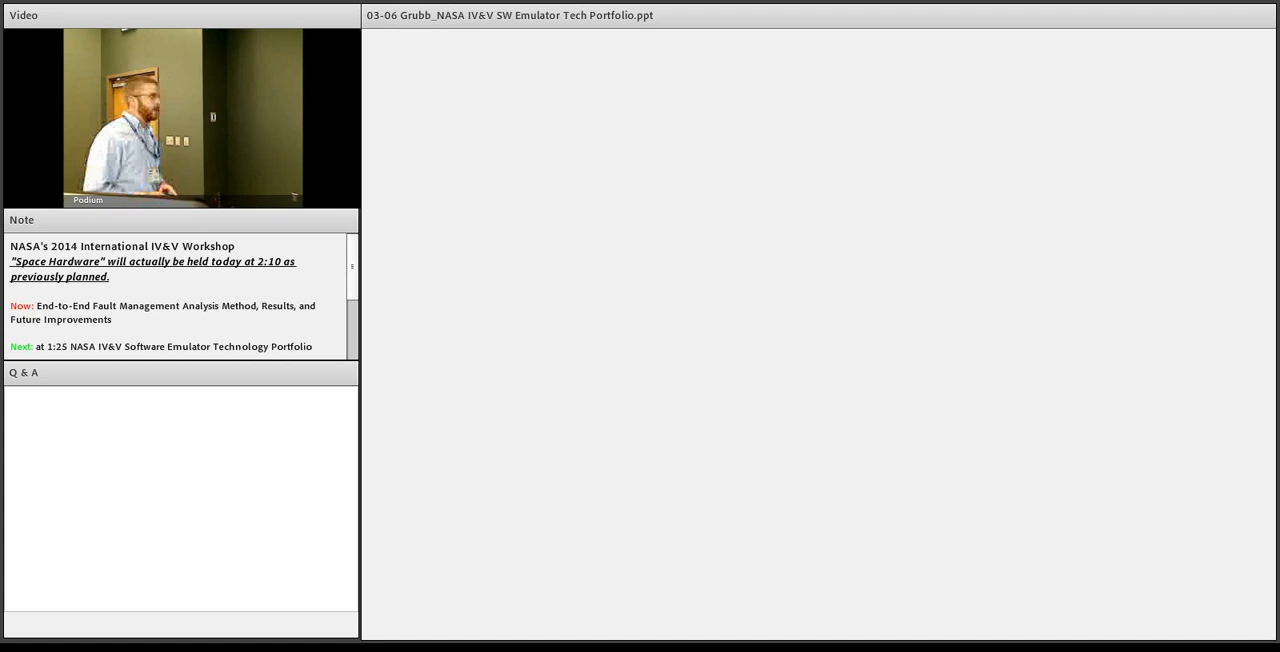 Video
03-06 Grubb_NASA IV&V SW Emulator Tech Portfolio.ppt
Podium
Note
NASA's 2014 International IV&V Workshop
"Space Hardware" will actually be held today at 2:10 as
previously planned.
Now: End-to-End Fault Management Analysis Method, Results, and
Future Improvements
Next: at 1:25 NASA IV&V Software Emulator Technology Portfolio
Q & A